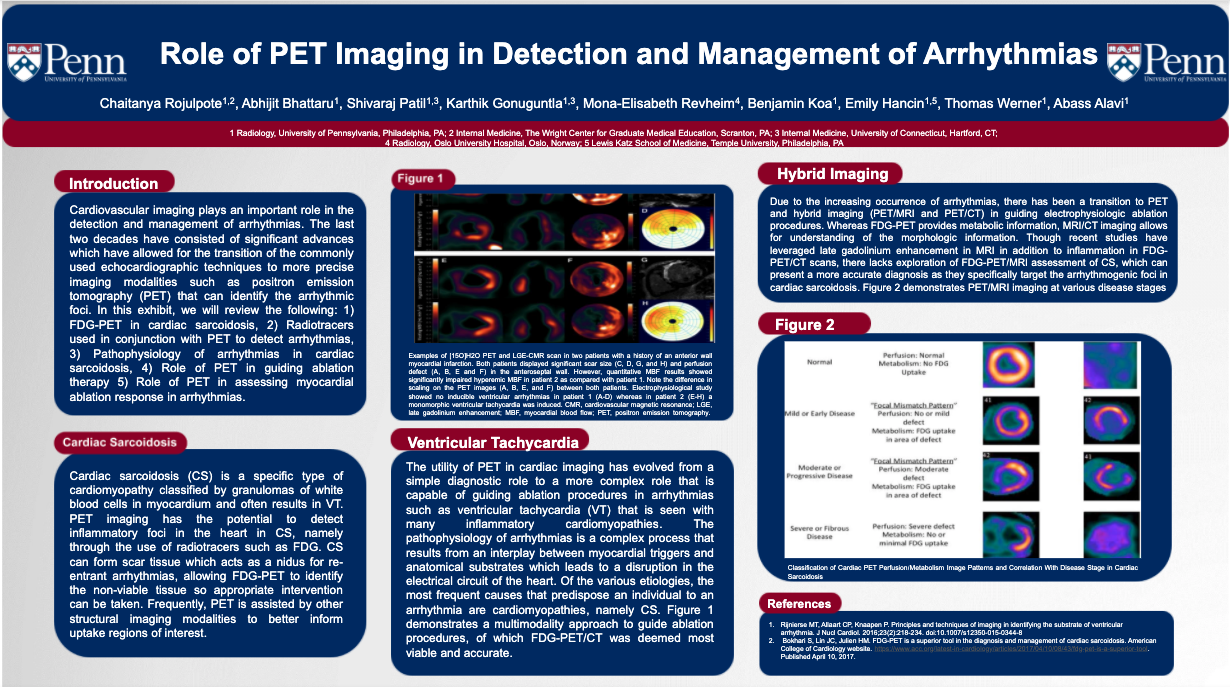 Penn
UNIVERSITY OF PENNSYLVANIA
Role of PET Imaging in Detection and Management of Arrhythmias
Penn
UNIVERSITY OF PENNSYLVANIA
Chaitanya Rojulpote1,2, Abhijit Bhattaru1, Shivaraj Patil1,3, Karthik Gonuguntla1,3, Mona-Elisabeth Revheim4, Benjamin Koa1, Emily Hancin1,5, Thomas Werner1, Abass Alavi1
1 Radiology, University of Pennsylvania, Philadelphia, PA; 2 Internal Medicine, The Wright Center for Graduate Medical Education, Scranton, PA; 3 Internal Medicine, University of Connecticut, Hartford, CT;
4 Radiology, Oslo University Hospital, Oslo, Norway; 5 Lewis Katz School of Medicine, Temple University, Philadelphia, PA
Introduction
Cardiovascular imaging plays an important role in the
detection and management of arrhythmias. The last
two decades have consisted of significant advances
which have allowed for the transition of the commonly
used echocardiographic techniques to more precise
imaging modalities such as positron emission
tomography (PET) that can identify the arrhythmic
foci. In this exhibit, we will review the following: 1)
FDG-PET in cardiac sarcoidosis, 2) Radiotracers
used in conjunction with PET to detect arrhythmias,
3) Pathophysiology of arrhythmias in cardiac
sarcoidosis, 4) Role of PET in guiding ablation
therapy 5) Role of PET in assessing myocardial
ablation response in arrhythmias.
Cardiac Sarcoidosis
Cardiac sarcoidosis (CS) is a specific type of
cardiomyopathy classified by granulomas of white
blood cells in myocardium and often results in VT.
PET imaging has the potential to detect
inflammatory foci in the heart in CS, namely
through the use of radiotracers such as FDG. CS
can form scar tissue which acts as a nidus for re-
entrant arrhythmias, allowing FDG-PET to identify
the non-viable tissue so appropriate intervention
can be taken. Frequently, PET is assisted by other
structural imaging modalities to better inform
uptake regions of interest.
Figure 1
D
E
F
G
H
Examples of [15O]H2O PET and LGE-CMR scan in two patients with a history of an anterior wall
myocardial infarction. Both patients displayed significant scar size (C, D, G, and H) and perfusion
defect (A, B, E and F) in the anteroseptal wall. However, quantitative MBF results showed
significantly impaired hyperemic MBF in patient 2 as compared with patient 1. Note the difference in
scaling on the PET images (A, B, E, and F) between both patients. Electrophysiological study
showed no inducible ventricular arrhythmias in patient 1 (A-D) whereas in patient 2 (E-H) a
monomorphic ventricular tachycardia was induced. CMR, cardiovascular magnetic resonance; LGE,
late gadolinium enhancement; MBF, myocardial blood flow; PET, positron emission tomography.
Ventricular Tachycardia
The utility of PET in cardiac imaging has evolved from a
simple diagnostic role to a more complex role that is
capable of guiding ablation procedures in arrhythmias
such as ventricular tachycardia (VT) that is seen with
many inflammatory cardiomyopathies. The
pathophysiology of arrhythmias is a complex process that
results from an interplay between myocardial triggers and
anatomical substrates which leads to a disruption in the
electrical circuit of the heart. Of the various etiologies, the
most frequent causes that predispose an individual to an
arrhythmia are cardiomyopathies, namely CS. Figure 1
demonstrates a multimodality approach to guide ablation
procedures, of which FDG-PET/CT was deemed most
viable and accurate.
Hybrid Imaging
Due to the increasing occurrence of arrhythmias, there has been a transition to PET
and hybrid imaging (PET/MRI and PET/CT) in guiding electrophysiologic ablation
procedures. Whereas FDG-PET provides metabolic information, MRI/CT imaging allows
for understanding of the morphologic information. Though recent studies have
leveraged late gadolinium enhancement in MRI in addition to inflammation in FDG-
PET/CT scans, there lacks exploration of FDG-PET/MRI assessment of CS, which can
present a more accurate diagnosis as they specifically target the arrhythmogenic foci in
cardiac sarcoidosis. Figure 2 demonstrates PET/MRI imaging at various disease stages
Figure 2
Normal
Perfusion: Normal
Metabolism: No FDG
Uptake
Mild or Early Disease
"Focal Mismatch Pattern"
Perfusion: No or mild
defect
Metabolism: FDG uptake
in area of defect
41
42
Moderate or
Progressive Disease
"Focal Mismatch Pattern"
Perfusion: Moderate
defect
Metabolism: FDG uptake
in area of defect
42
41
Severe or Fibrous
Disease
Perfusion: Severe defect
Metabolism: No or
minimal FDG uptake
Classification of Cardiac PET Perfusion/Metabolism Image Patterns and Correlation With Disease Stage in Cardiac
Sarcoidosis
References
1. Rijnierse MT, Allaart CP, Knaapen P. Principles and techniques of imaging in identifying the substrate of ventricular
arrhythmia. J Nucl Cardiol. 2016;23(2):218-234. doi:10.1007/s12350-015-0344-8
2. Bokhari S, Lin JC, Julien HM. FDG-PET is a superior tool in the diagnosis and management of cardiac sarcoidosis. American
College of Cardiology website. https://www.acc.org/latest-in-cardiology/articles/2017/04/10/08/43/fdg-pet-is-a-superior-tool.
Published April 10, 2017.